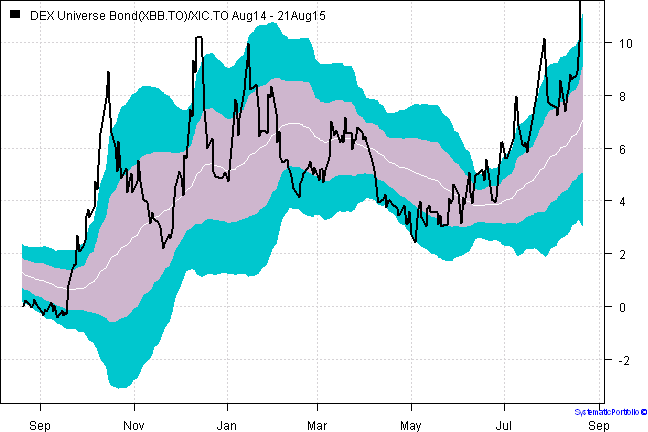 DEX Universe Bond(XBB.TO)/XIC.TO Aug14 - 21Aug15
10
8
6
4
2
0
-2
SystematicPortfolio ©
Sep Nov Jan Mar May Jul Sep